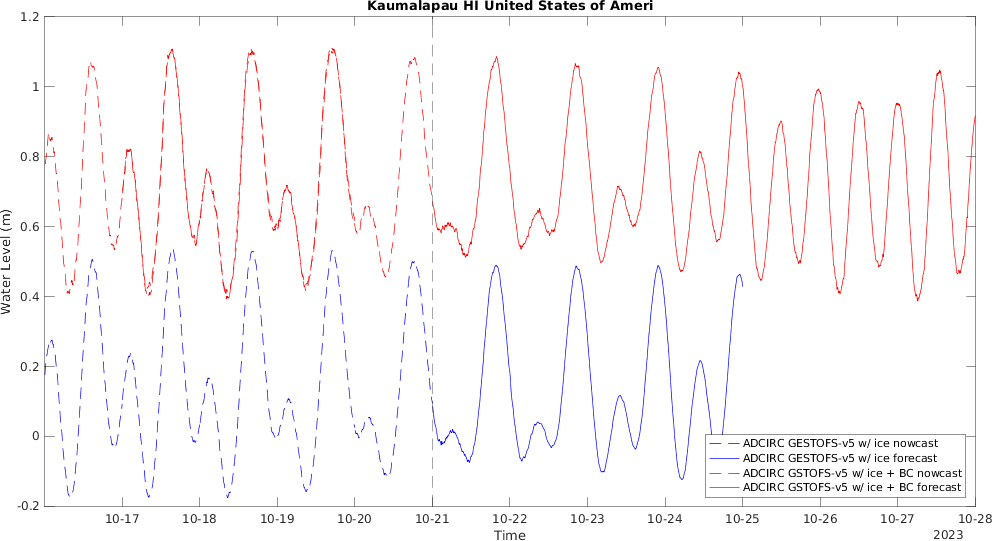 Kaumalapau HI United States of Ameri
Water Level (m)
1.2
1
0.8
0.6
0.4
0.2
0
-0.2
ADCIRC GESTOFS-v5 w/ ice nowcast
ADCIRC GESTOFS-v5 w/ ice forecast
ADCIRC GSTOFS-v5 w/ ice + BC nowcast
ADCIRC GSTOFS-v5 w/ ice + BC forecast
10-17 10-18 10-19 10-20 10-21 10-22 10-23 10-24 10-25 10-26 10-27 10-28
Time
2023